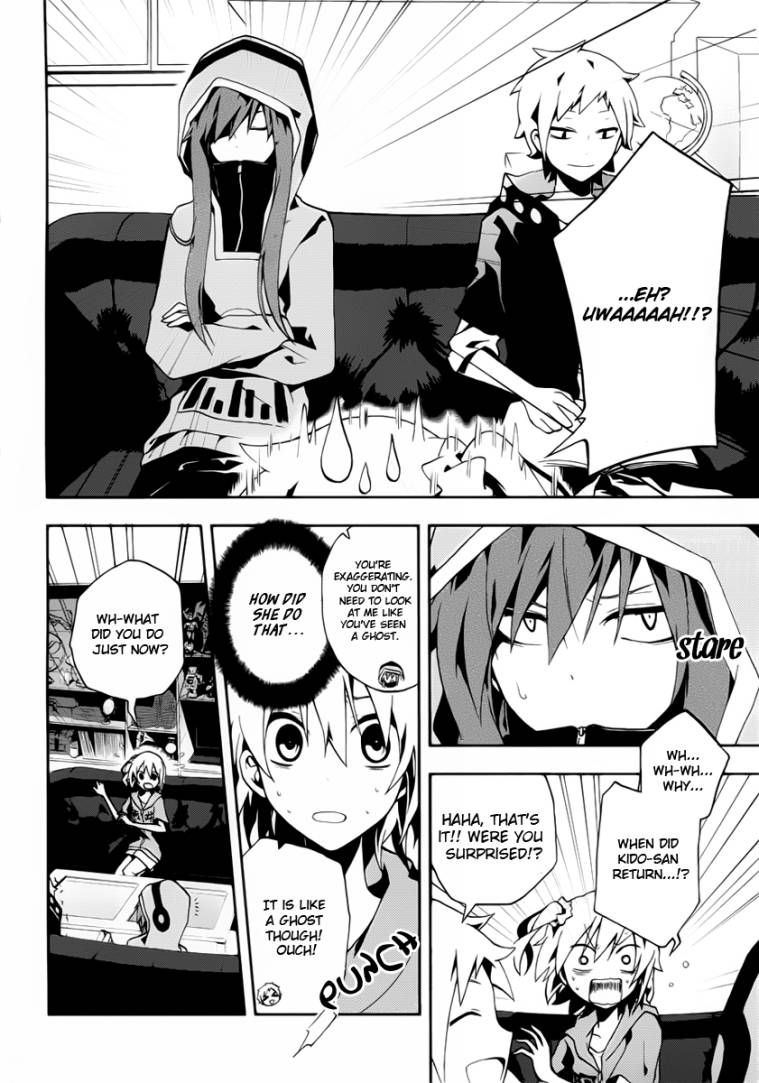 ...EH?
UWAAAAAH!!?
stare
WH...
WH-WH...
WHY...
WHEN DID
KIDO-SAN
RETURN...!?
HAHA, THAT'S
IT!! WERE YOU
SURPRISED!?
YOU'RE
EXAGGERATING.
YOU DON'T
NEED TO LOOK
AT ME LIKE
YOU'VE SEEN
A GHOST.
HOW DID
SHE DO
THAT...
IT IS LIKE
A GHOST
THOUGH!
OUCH!
PUNCH
WH-WHAT
DID YOU DO
JUST NOW?